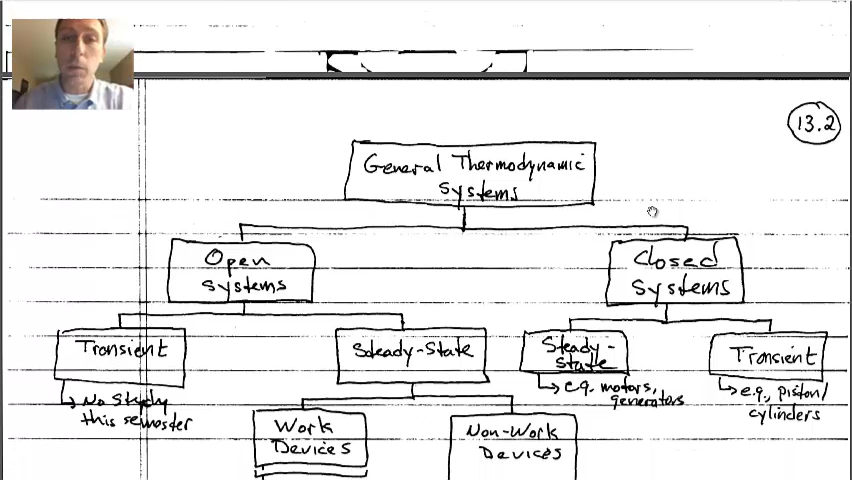 13.2
General Thermodynamic
Systems
Open
Systems
Closed
Systems
Transient
Steady-State
Steady-
State
Transient
No Study
this semester
e.g. motors,
generators
e.g., piston/
cylinders
Work
Devices
Non-Work
Devices